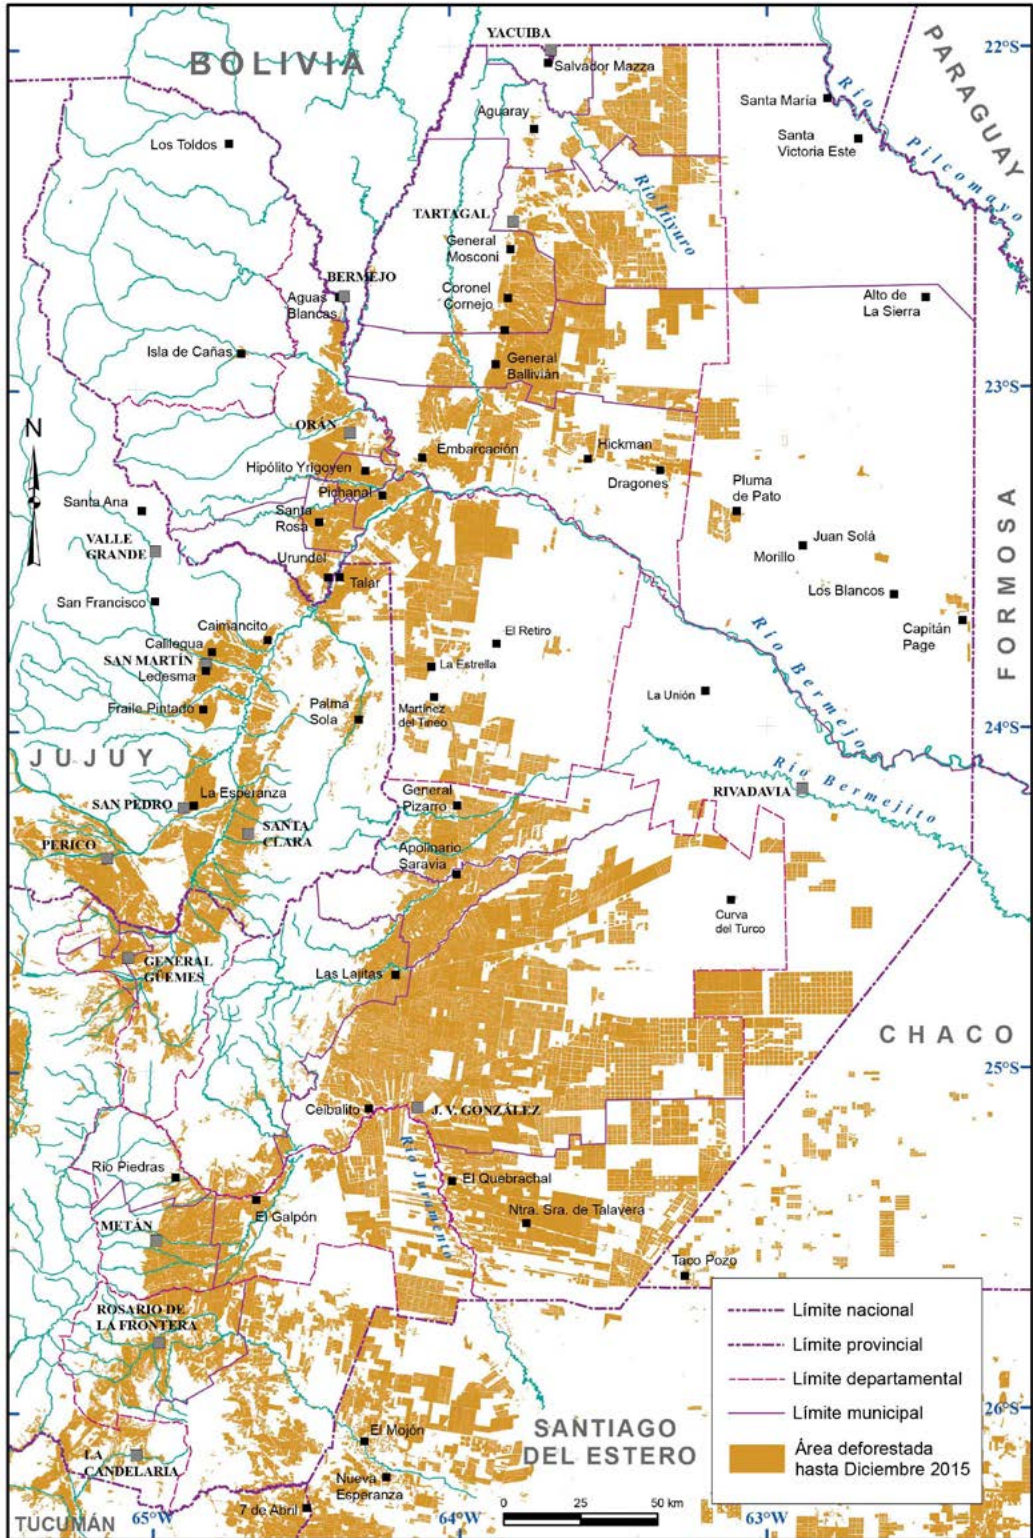 YACUIBA
BOLIVIA
Salvador Mazza
22°S
PARAGUAY
Santa María
Río
Pilcomayo
Aguaray
Santa
Victoria Este
Los Toldos
Río Itiyuro
TARTAGAL
General
Mosconi
BERMEJO
Aguas
Blancas
Coronel
Cornejo
Alto de
La Sierra
Isla de Cañas
General
Ballivián
23°S
N
ORÁN
Embarcación
Hickman
Hipólito Yrigoyen
Dragones
Pichanal
Pluma
de Pato
Santa Ana
Santa
Rosa
FORMOSA
VALLE
GRANDE
Juan Solá
Morillo
Urundel
Talar
Los Blancos
San Francisco
Caimancito
El Retiro
Capitán
Page
Calilegua
SAN MARTÍN
Ledesma
La Estrella
Río Bermejo
La Unión
Fraile Pintado
Palma
Sola
Martínez
del Tineo
24°S
JUJUY
Río Bermejito
La Esperanza
General
Pizarro
RIVADAVIA
SAN PEDRO
SANTA
CLARA
PERICO
Apolinario
Saravia
Curva
del Turco
GENERAL
GÜEMES
Las Lajitas
CHACO
25°S
Ceibalito
J. V. GONZÁLEZ
Río Juramento
Río Piedras
El Quebrachal
El Galpón
Ntra. Sra. de Talavera
METÁN
Taco Pozo
ROSARIO DE
LA FRONTERA
Límite nacional
Límite provincial
Límite departamental
Límite municipal
Área deforestada
hasta Diciembre 2015
26°S
SANTIAGO
DEL ESTERO
El Mojón
LA
CANDELARIA
Nueva
Esperanza
7 de Abril
0 25 50 km
TUCUMÁN
65°W
64°W
63°W